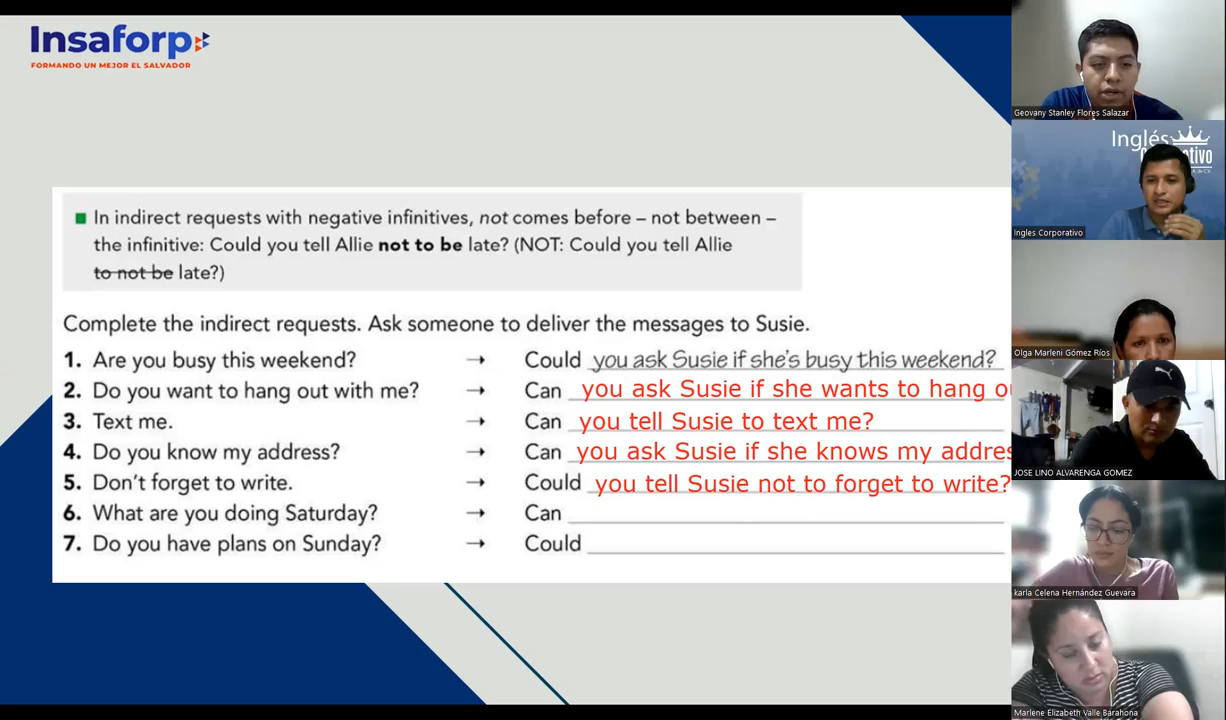 Insaforp
FORMANDO UN MEJOR EL SALVADOR
In indirect requests with negative infinitives, not comes before – not between –
the infinitive: Could you tell Allie not to be late? (NOT: Could you tell Allie
to not be late?)
Complete the indirect requests. Ask someone to deliver the messages to Susie.
1. Are you busy this weekend? → Could you ask Susie if she's busy this weekend?
2. Do you want to hang out with me? → Can you ask Susie if she wants to hang
3. Text me. → Can you tell Susie to text me?
4. Do you know my address? → Can you ask Susie if she knows my addres
5. Don't forget to write. → Could you tell Susie not to forget to write?
6. What are you doing Saturday? → Can
7. Do you have plans on Sunday? → Could
Geovany Stanley Flores Salazar
Inglés
Ingles Corporativo
Olga Marleni Gómez Ríos
JOSE LINO ALVARENGA GOMEZ
karla Celena Hernández Guevara
Marlene Elizabeth Valle Barahona